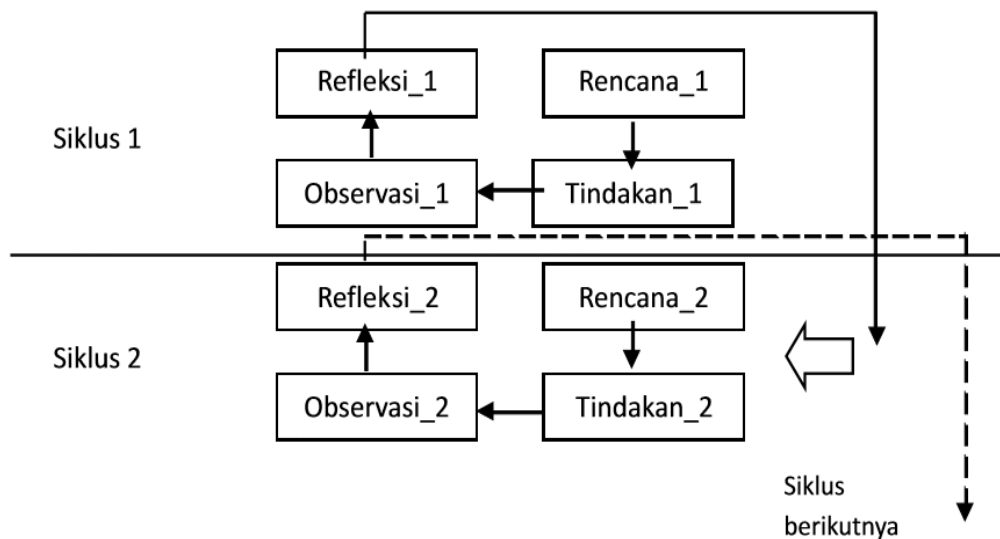 Refleksi_1
Rencana_1
Siklus 1
Observasi_1
Tindakan_1
Refleksi_2
Rencana_2
Siklus 2
Observasi_2
Tindakan_2
Siklus
berikutnya